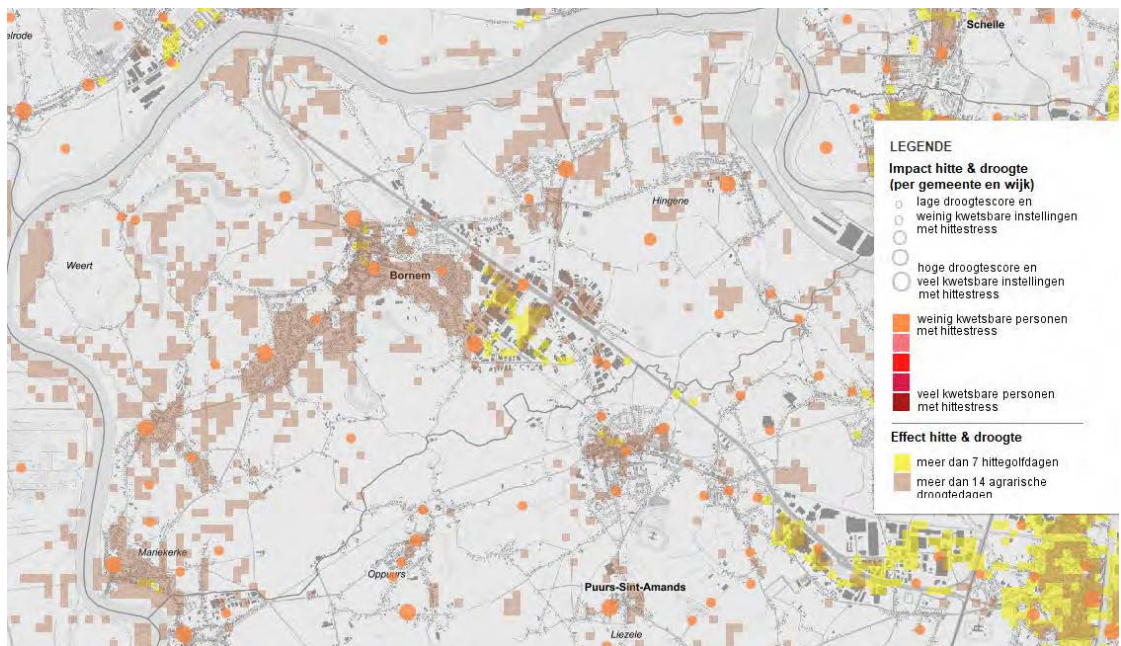 elrode
Schelle
Hingene
Weert
Bornem
Mariekerke
Oppuurs
Puurs-Sint-Amands
Liezele
LEGENDE
Impact hitte & droogte
(per gemeente en wijk)
lage droogtescore en
weinig kwetsbare instellingen
met hittestress
hoge droogtescore en
veel kwetsbare instellingen
met hittestress
weinig kwetsbare personen
met hittestress
veel kwetsbare personen
met hittestress
Effect hitte & droogte
meer dan 7 hittegolfdagen
meer dan 14 agrarische
droogtedagen